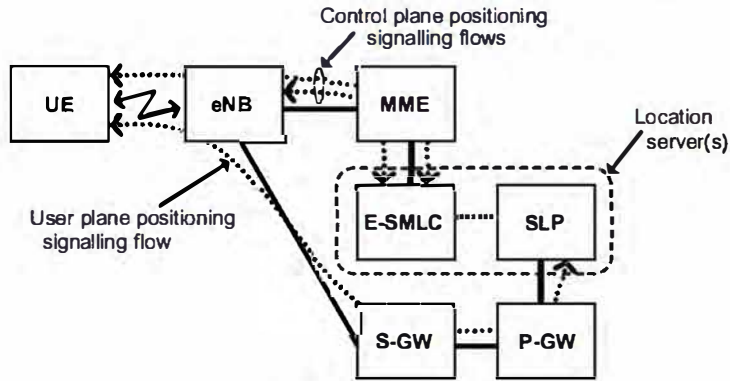 Control plane positioning
signalling flows
UE
eNB
MME
Location
server(s)
E-SMLC
SLP
User plane positioning
signalling flow
S-GW
P-GW